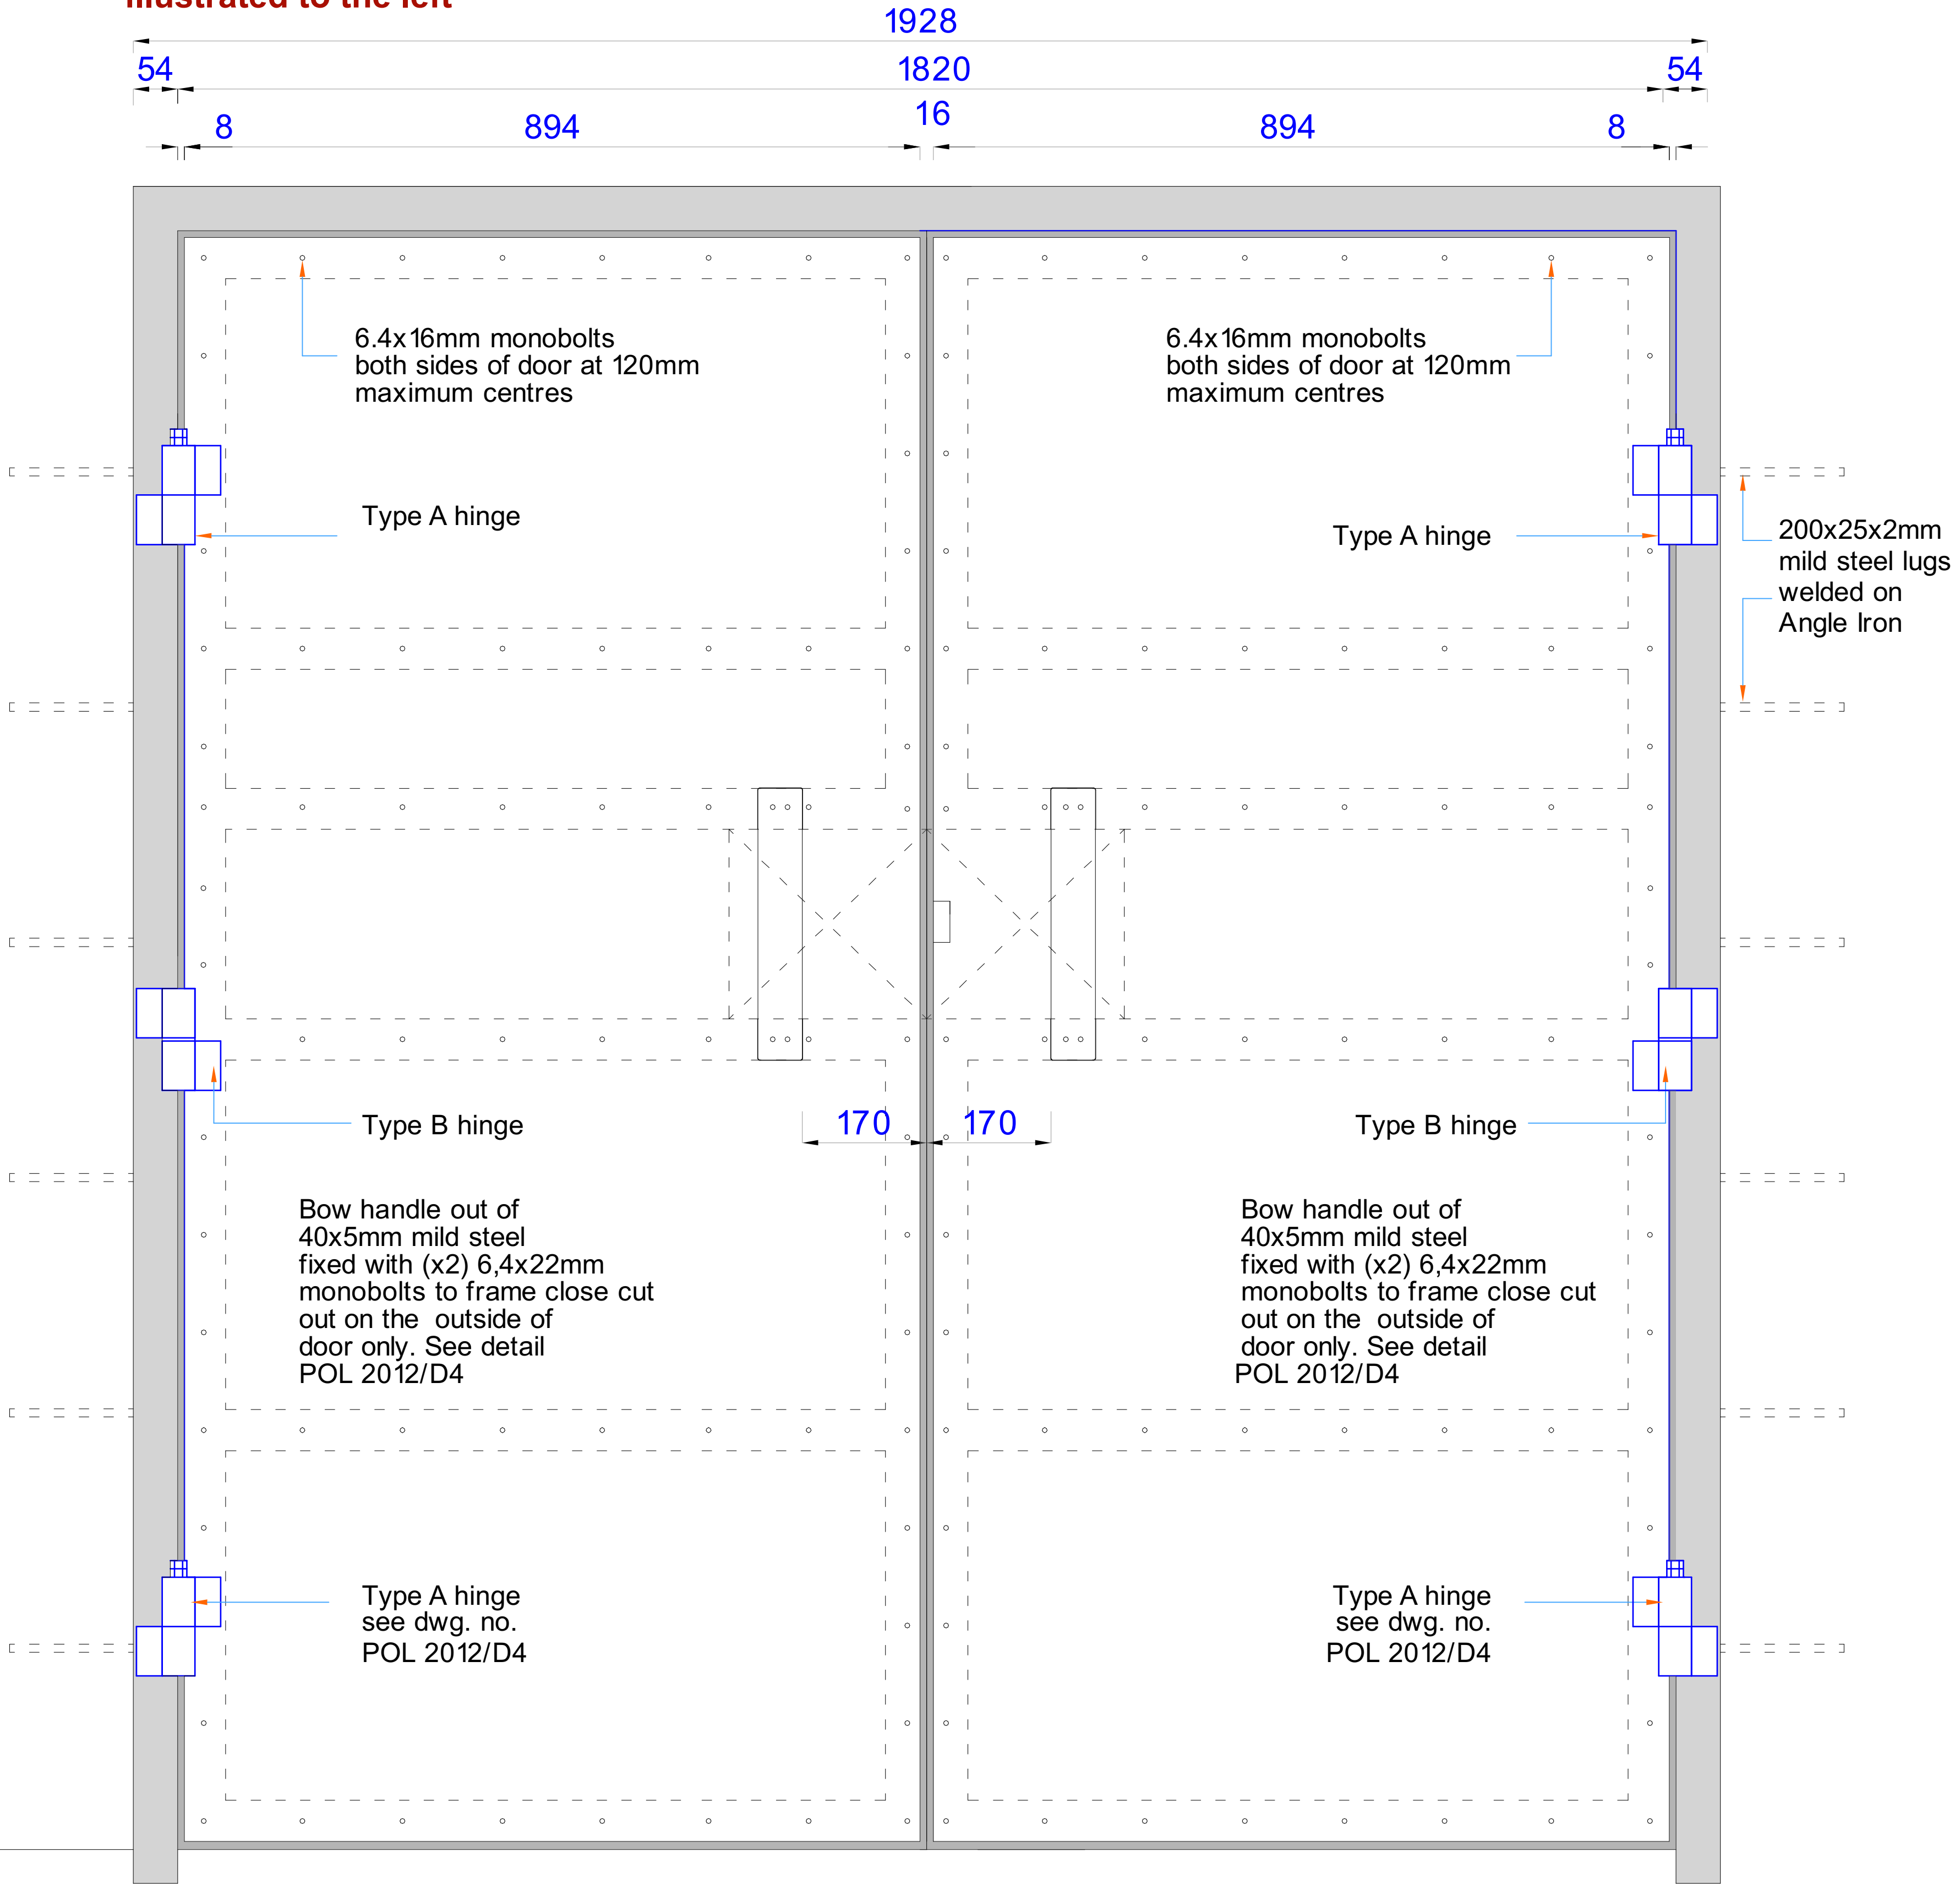 illustrated to the left
1928
54 1820 54
16
8 894 894 8
6.4x16mm monobolts
both sides of door at 120mm
maximum centres
6.4x16mm monobolts
both sides of door at 120mm
maximum centres
Type A hinge
Type A hinge
200x25x2mm
mild steel lugs
welded on
Angle Iron
170 170
Type B hinge
Type B hinge
Bow handle out of
40x5mm mild steel
fixed with (x2) 6,4x22mm
monobolts to frame close cut
out on the  outside of
door only. See detail
POL 2012/D4
Bow handle out of
40x5mm mild steel
fixed with (x2) 6,4x22mm
monobolts to frame close cut
out on the  outside of
door only. See detail
POL 2012/D4
Type A hinge
see dwg. no.
POL 2012/D4
Type A hinge
see dwg. no.
POL 2012/D4